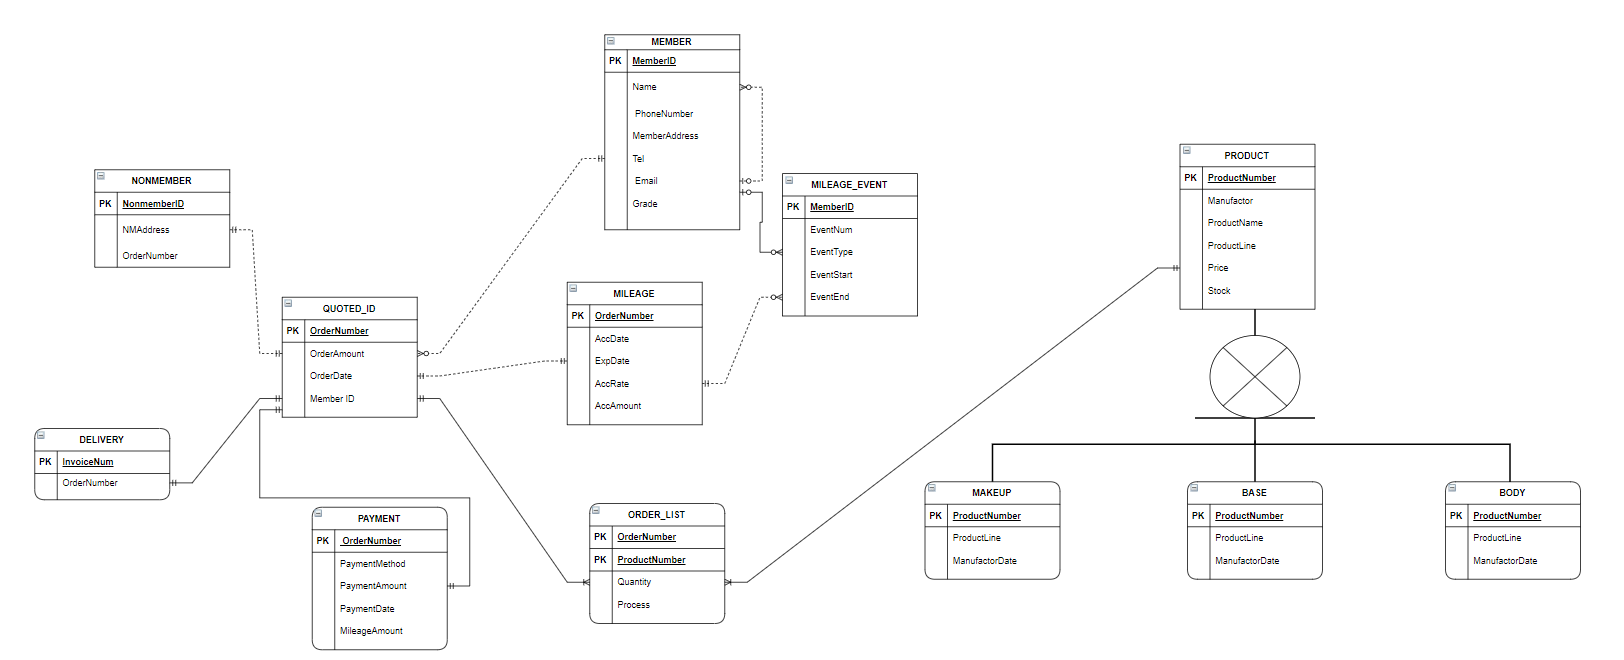 MEMBER
PK MemberID
Name
PhoneNumber
MemberAddress
Tel
Email
Grade
NONMEMBER
PK NonmemberID
NMAddress
OrderNumber
MILEAGE_EVENT
PK MemberID
EventNum
EventType
EventStart
EventEnd
PRODUCT
PK ProductNumber
Manufactor
ProductName
ProductLine
Price
Stock
QUOTED_ID
PK OrderNumber
OrderAmount
OrderDate
Member ID
MILEAGE
PK OrderNumber
AccDate
ExpDate
AccRate
AccAmount
DELIVERY
PK InvoiceNum
OrderNumber
PAYMENT
PK OrderNumber
PaymentMethod
PaymentAmount
PaymentDate
MileageAmount
ORDER_LIST
PK OrderNumber
PK ProductNumber
Quantity
Process
MAKEUP
PK ProductNumber
ProductLine
ManufactorDate
BASE
PK ProductNumber
ProductLine
ManufactorDate
BODY
PK ProductNumber
ProductLine
ManufactorDate